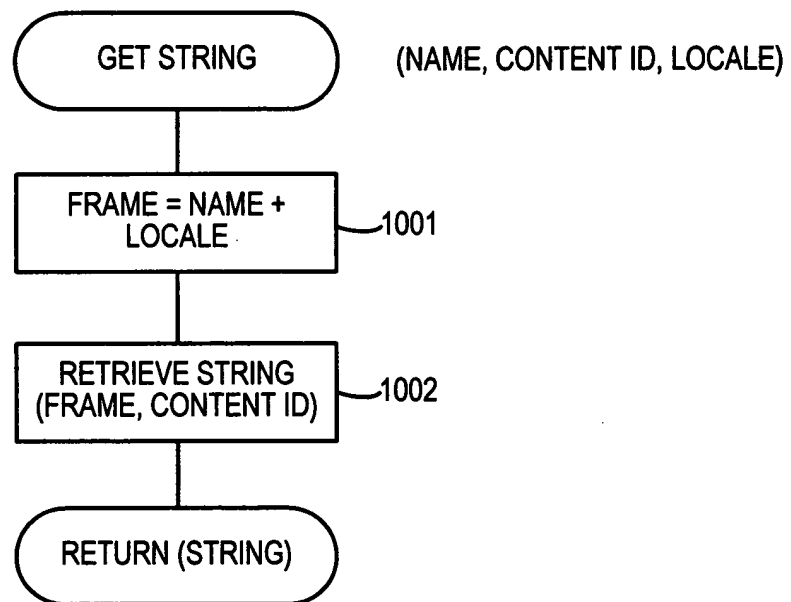 GET STRING
(NAME, CONTENT ID, LOCALE)
FRAME = NAME +
LOCALE
1001
RETRIEVE STRING
(FRAME, CONTENT ID)
1002
RETURN (STRING)